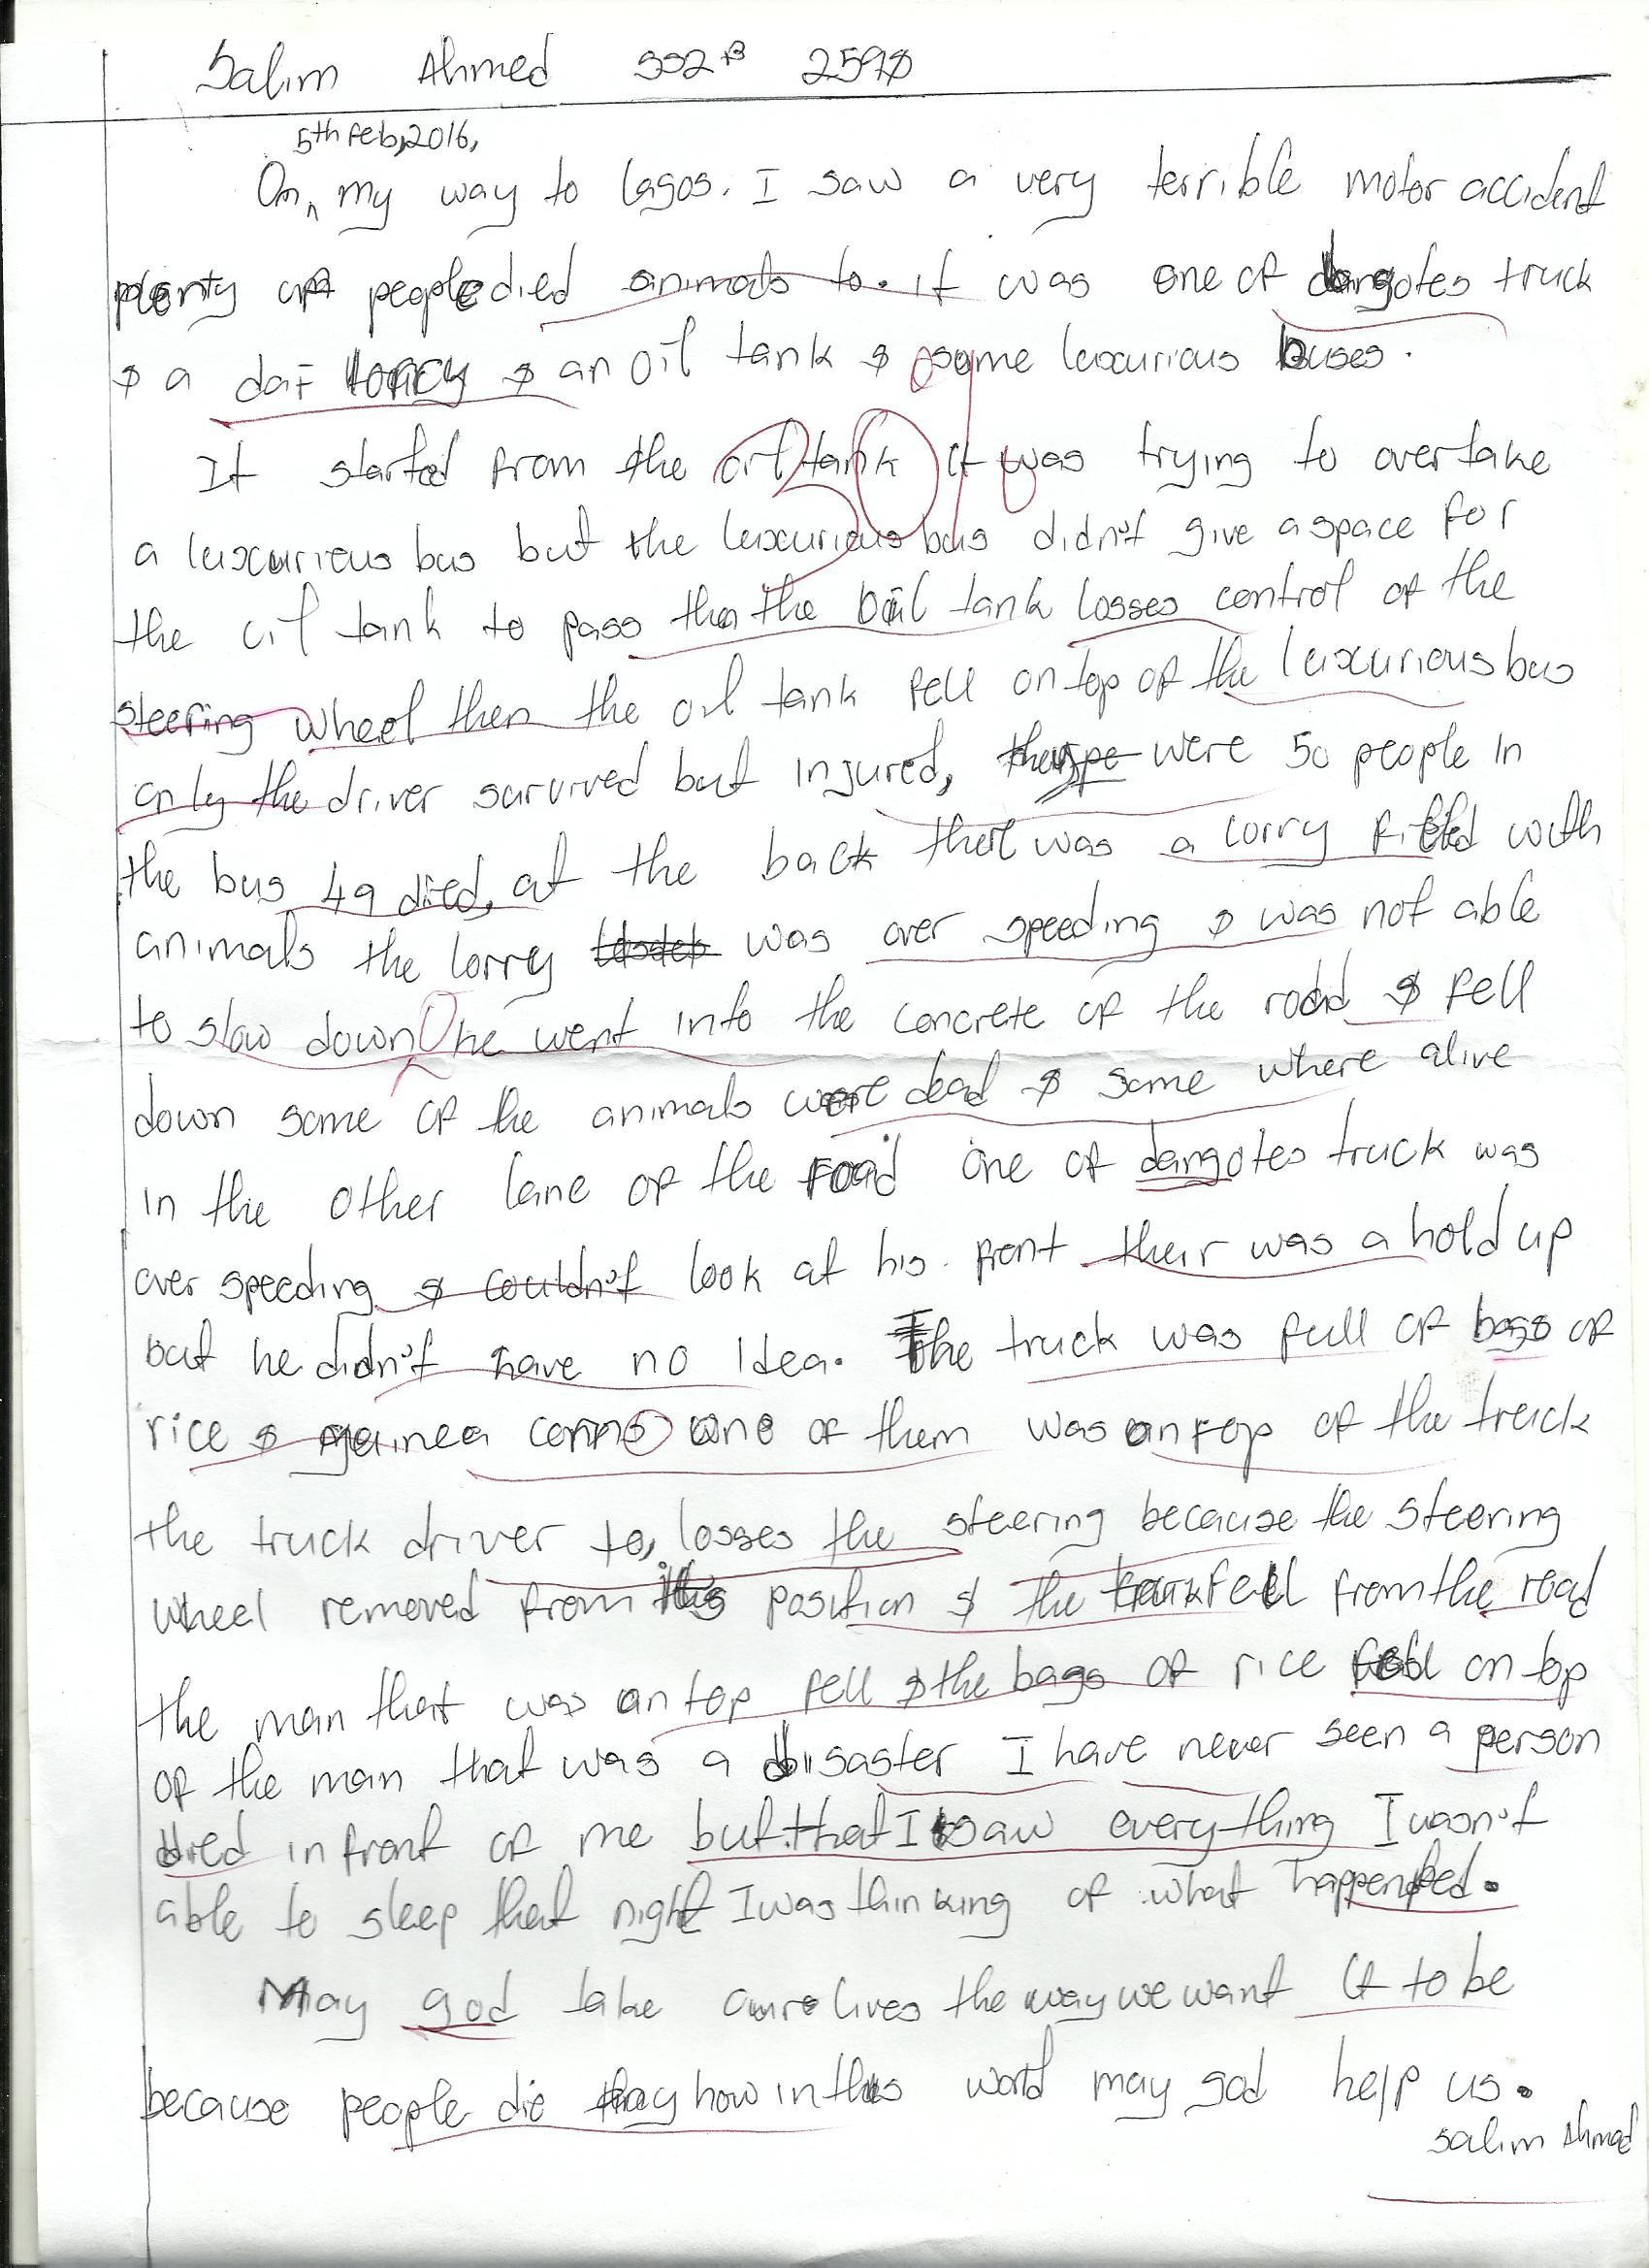 Salim Ahmed SS2B 2598
5th Feb, 2016,
On, my way to lagos. I saw a very terrible motor accident
plenty of people died animals to. it was one of dangotes truck
& a daf lorry & an oil tank & some luxurious buses.
It started from the oil tank it was trying to overtake
a luxurious bus but the luxurious bus didn't give a space for
the oil tank to pass then the oil tank losses control of the
steering wheel then the oil tank fell on top of the luxurious bus
only the driver survived but injured, were 50 people in
the bus 49 died, at the back there was a lorry filled with
animals the lorry was over speeding & was not able
to slow down he went into the concrete of the road & fell
down some of the animals were dead & some where alive
in the other lane of the road one of dangotes truck was
over speeding & couldn't look at his front their was a hold up
but he didn't have no idea. The truck was full of bags of
rice & guinea corns one of them was on top of the truck
the truck driver to, losses the steering because the steering
wheel removed from its position & the truck fell from the road
the man that was on top fell & the bags of rice fell on top
of the man that was a disaster I have never seen a person
died in front of me but that I saw everything I wasn't
able to sleep that night I was thinking of what happened.
May god take our lives the way we want it to be
because people die how in this world may god help us.
Salim Ahmed